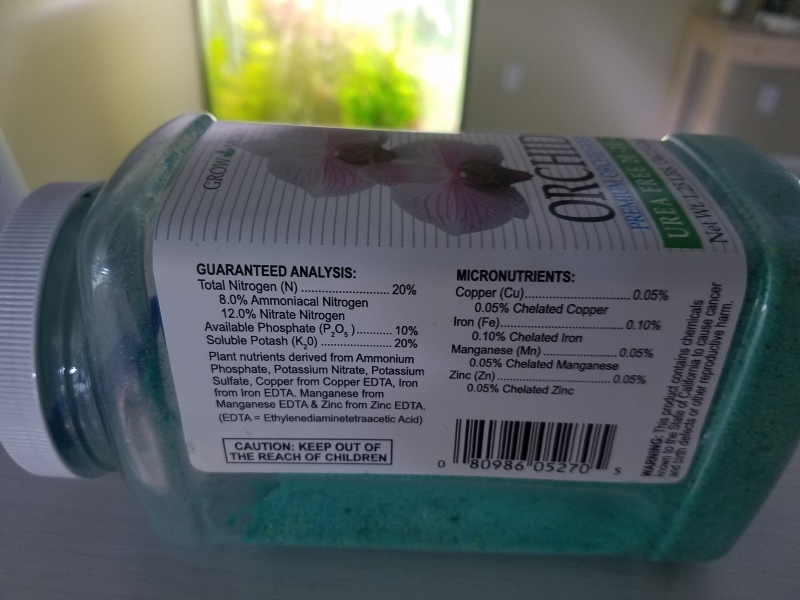 GROW
ORCHID
UREA FREE
GUARANTEED ANALYSIS:
Total Nitrogen (N) .......................... 20%
8.0% Ammoniacal Nitrogen
12.0% Nitrate Nitrogen
Available Phosphate (P2O5)........... 10%
Soluble Potash (K20) ...................... 20%
Plant nutrients derived from Ammonium
Phosphate, Potassium Nitrate, Potassium
Sulfate, Copper from Copper EDTA, Iron
from Iron EDTA. Manganese from
Manganese EDTA & Zinc from Zinc EDTA.
(EDTA = Ethylenediaminetetraacetic Acid)
CAUTION: KEEP OUT OF
THE REACH OF CHILDREN
MICRONUTRIENTS:
Copper (Cu)............................... 0.05%
0.05% Chelated Copper
Iron (Fe)................................... 0.10%
0.10% Chelated Iron
Manganese (Mn) ...................... 0.05%
0.05% Chelated Manganese
Zinc (Zn) .................................. 0.05%
0.05% Chelated Zinc
0 80986 05270 5
WARNING: This product contains chemicals
known to the State of California to cause cancer
and birth defects or other reproductive harm.